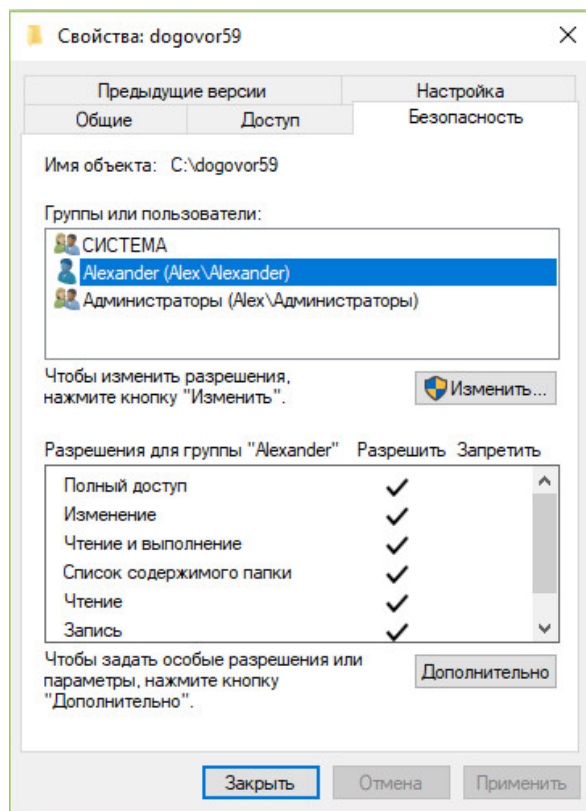 Свойства: dogovor59
Предыдущие версии Настройка
Общие Доступ Безопасность
Имя объекта: C:\dogovor59
Группы или пользователи:
СИСТЕМА
Alexander (Alex\Alexander)
Администраторы (Alex\Администраторы)
Чтобы изменить разрешения,
нажмите кнопку "Изменить".
Изменить...
Разрешения для группы "Alexander" Разрешить Запретить
Полный доступ
Изменение
Чтение и выполнение
Список содержимого папки
Чтение
Запись
Чтобы задать особые разрешения или
параметры, нажмите кнопку
"Дополнительно".
Дополнительно
Закрыть Отмена Применить